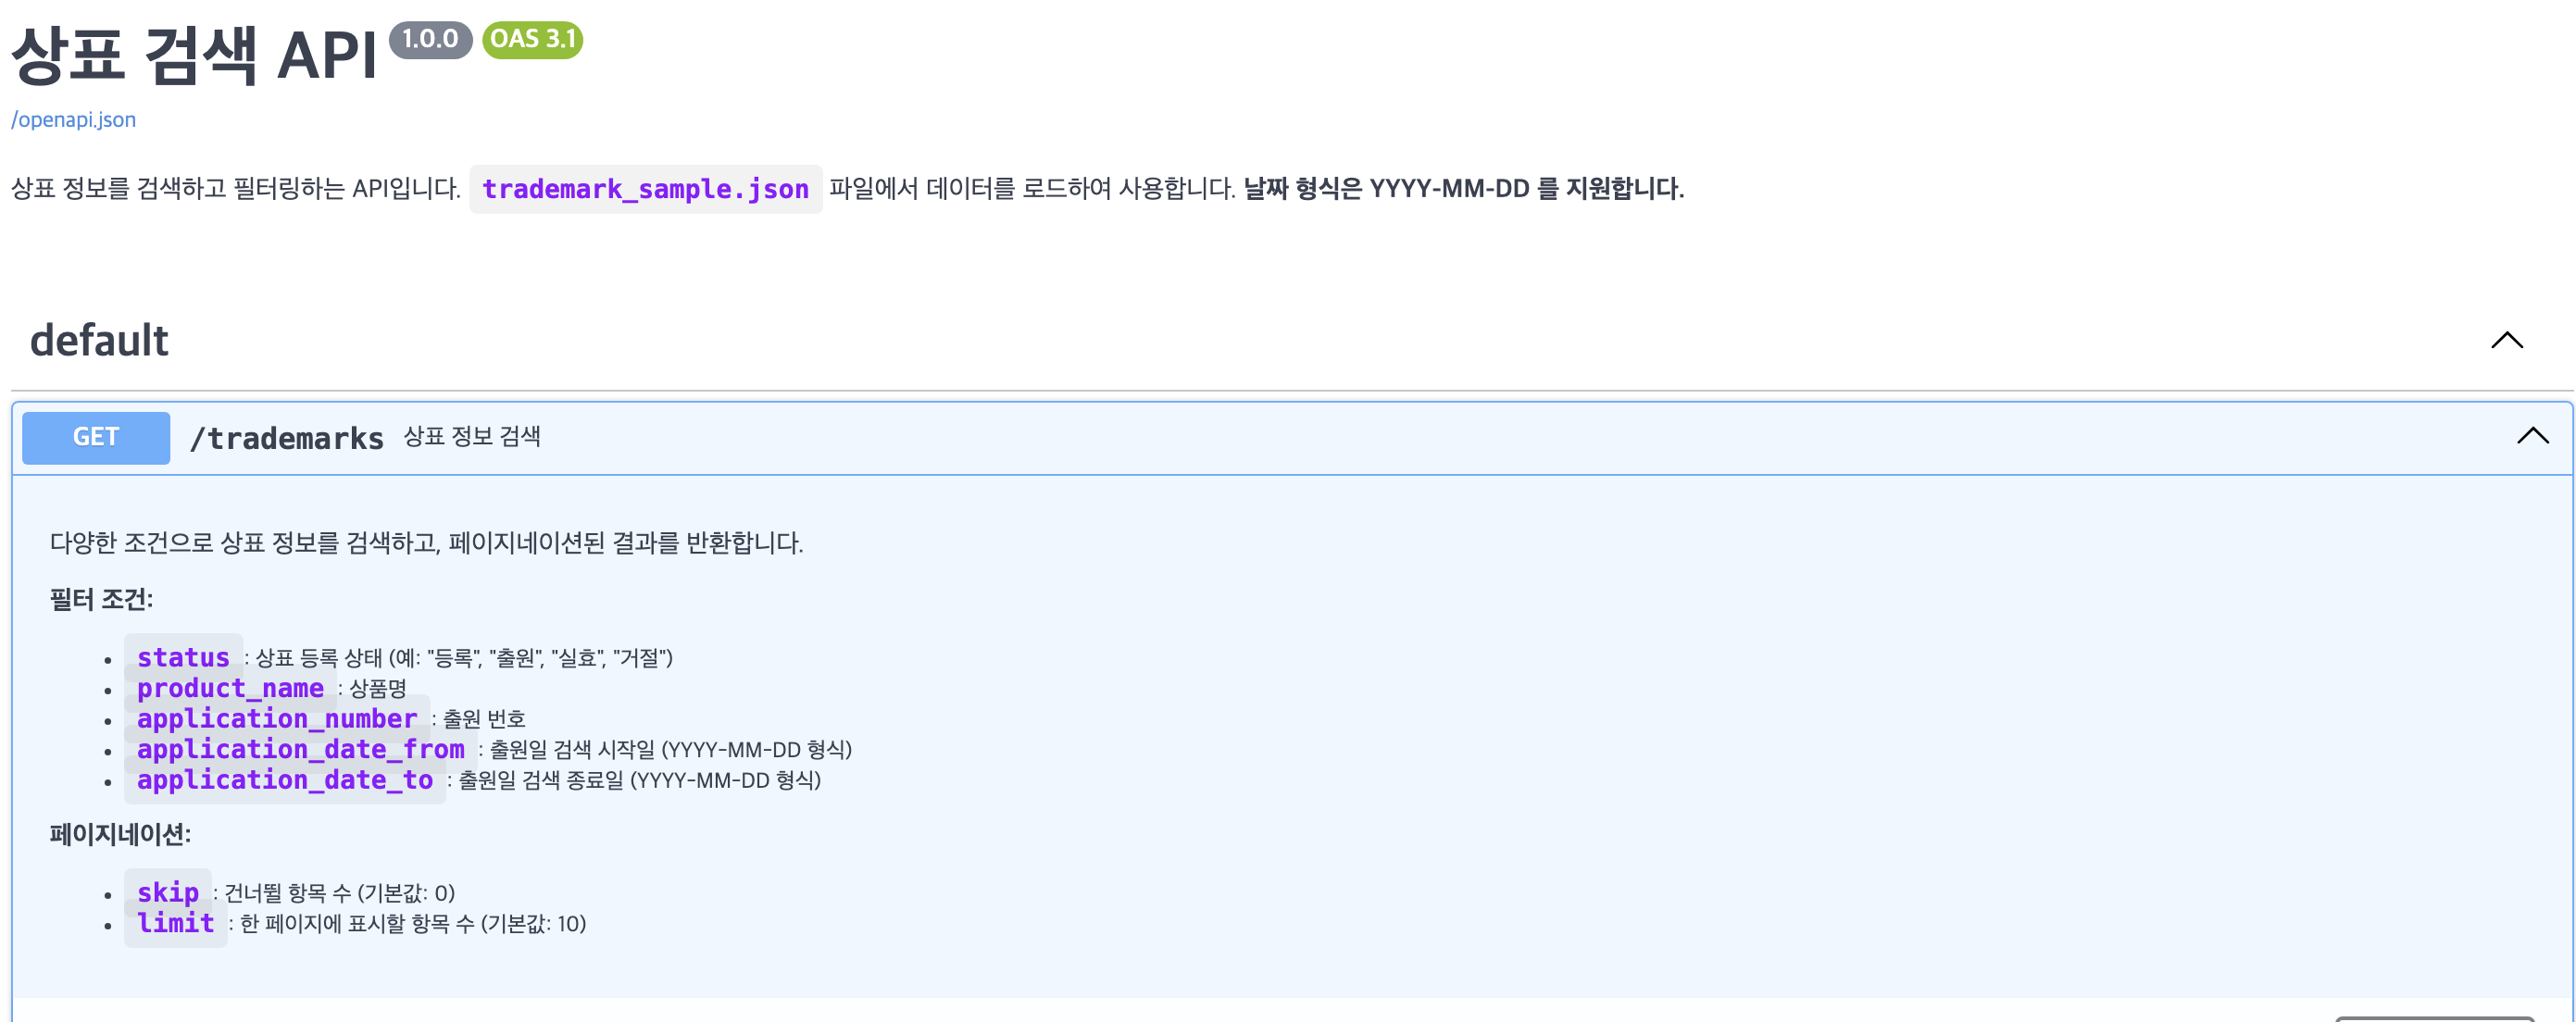 상표 검색 API 1.0.0 OAS 3.1
/openapi.json
상표 정보를 검색하고 필터링하는 API입니다. trademark_sample.json 파일에서 데이터를 로드하여 사용합니다. 날짜 형식은 YYYY-MM-DD 를 지원합니다.
default
GET /trademarks 상표 정보 검색
다양한 조건으로 상표 정보를 검색하고, 페이지네이션된 결과를 반환합니다.
필터 조건:
• status : 상표 등록 상태 (예: "등록", "출원", "실효", "거절")
• product_name : 상품명
• application_number : 출원 번호
• application_date_from : 출원일 검색 시작일 (YYYY-MM-DD 형식)
• application_date_to : 출원일 검색 종료일 (YYYY-MM-DD 형식)
페이지네이션:
• skip : 건너뛸 항목 수 (기본값: 0)
• limit : 한 페이지에 표시할 항목 수 (기본값: 10)